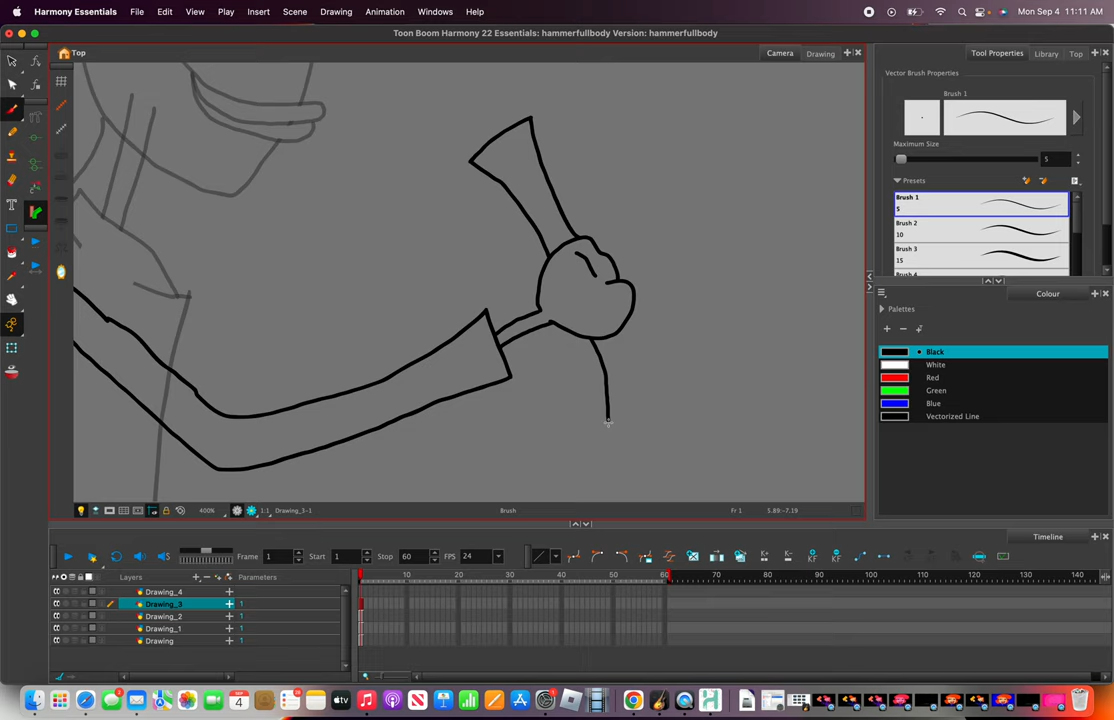 Harmony Essentials File Edit View Play Insert Scene Drawing Animation Windows Help Mon Sep 4 11:11 AM
Toon Boom Harmony 22 Essentials: hammerfullbody Version: hammerfullbody
Top Camera Drawing Tool Properties Library Top
Vector Brush Properties
Brush 1
Maximum Size 5
Presets
Brush 1
5
Brush 2
10
Brush 3
15
Brush 4
Colour
Palettes
Black
White
Red
Green
Blue
Vectorized Line
400% 1:1 Drawing_3-1 Brush Fr 1 5.89:-7.19
Timeline
Frame 1 Start 1 Stop 60 FPS 24
Layers Parameters
10 20 30 40 50 60 70 80 90 100 110 120 130 140
Drawing_4
Drawing_3 1
Drawing_2 1
Drawing_1 1
Drawing 1